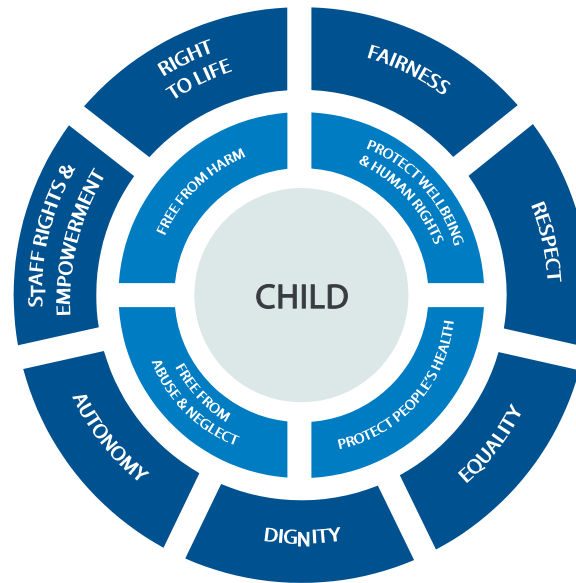 RIGHT
TO LIFE
FAIRNESS
RESPECT
EQUALITY
DIGNITY
AUTONOMY
STAFF RIGHTS &
EMPOWERMENT
FREE FROM HARM
PROTECT WELLBEING
& HUMAN RIGHTS
PROTECT PEOPLE'S HEALTH
FREE FROM
ABUSE & NEGLECT
CHILD